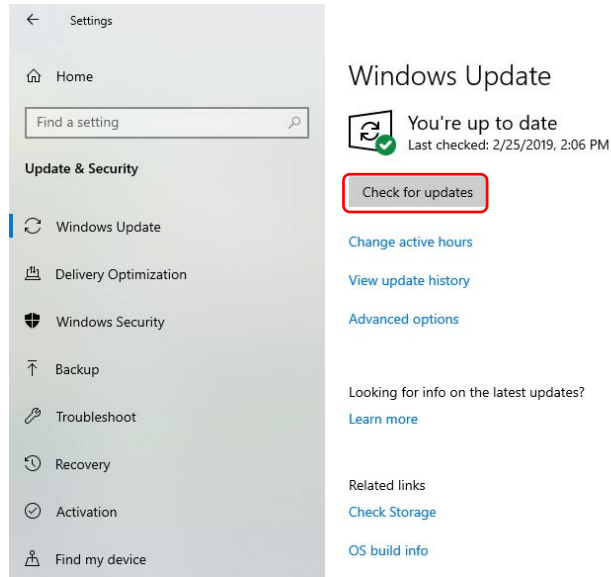 Settings
Home
Find a setting
Update & Security
Windows Update
Delivery Optimization
Windows Security
Backup
Troubleshoot
Recovery
Activation
Find my device
Windows Update
You're up to date
Last checked: 2/25/2019, 2:06 PM
Check for updates
Change active hours
View update history
Advanced options
Looking for info on the latest updates?
Learn more
Related links
Check Storage
OS build info